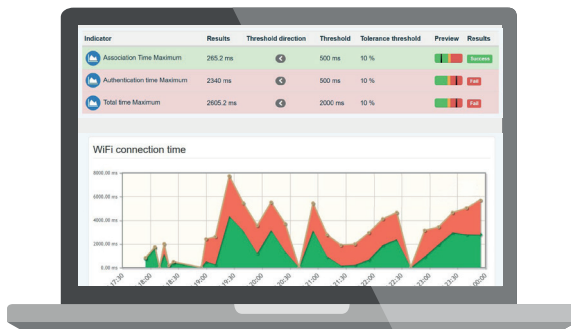 Indicator Results Threshold direction Threshold Tolerance threshold Preview Results
Association Time Maximum 265.2 ms 500 ms 10 % Success
Authentication time Maximum 2340 ms 500 ms 10 % Fail
Total time Maximum 2605.2 ms 2000 ms 10 % Fail
WiFi connection time
8000.00 ms
6000.00 ms
4000.00 ms
2000.00 ms
0.00 ms
17:30 18:00 18:30 19:00 19:30 20:00 20:30 21:00 21:30 22:00 22:30 23:00 23:30 00:00